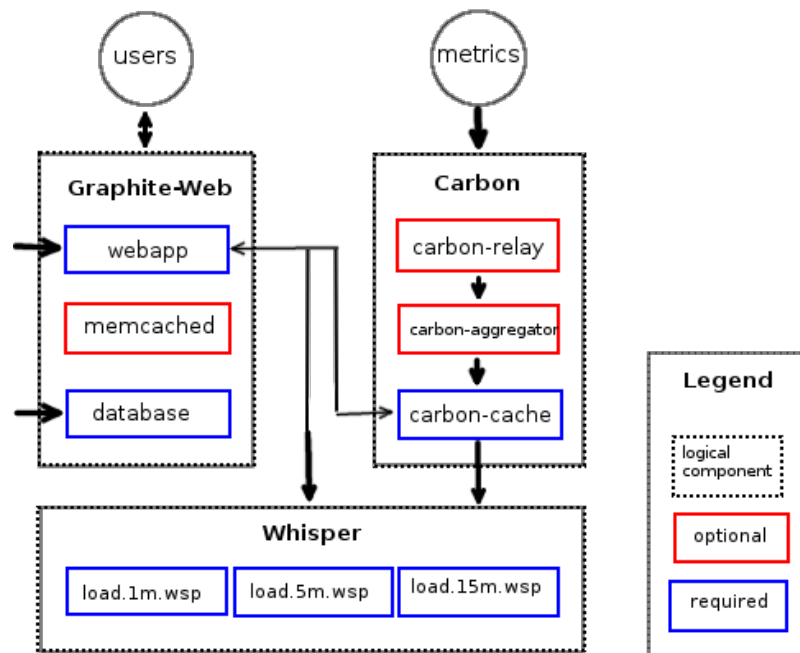 users
metrics
Graphite-Web
webapp
memcached
database
Carbon
carbon-relay
carbon-aggregator
carbon-cache
Whisper
load.1m.wsp
load.5m.wsp
load.15m.wsp
Legend
logical
component
optional
required